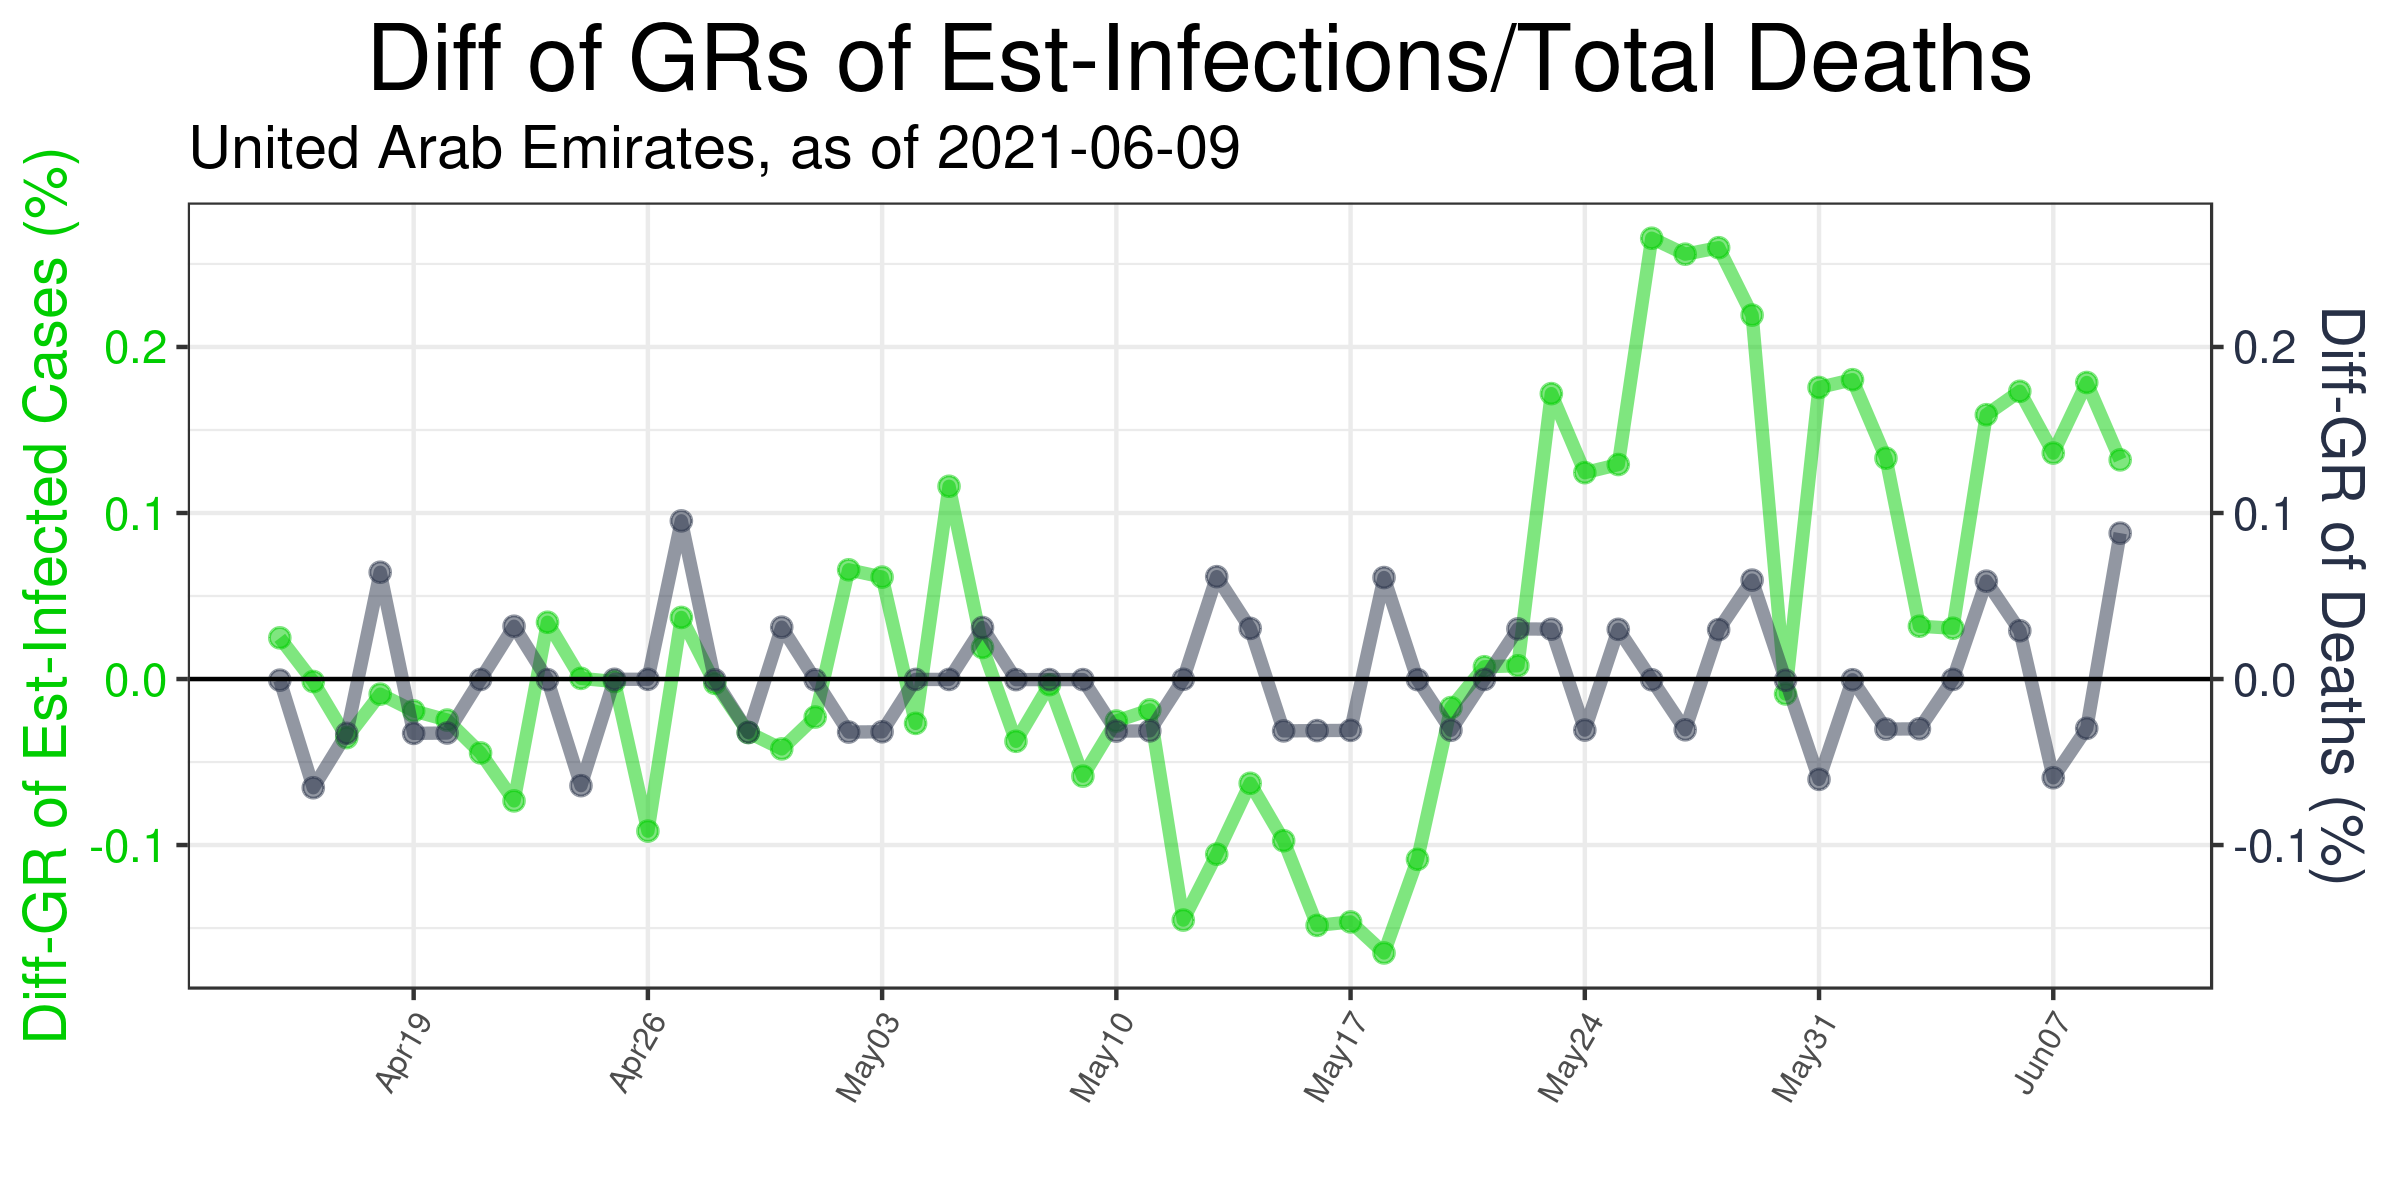 Diff of GRs of Est-Infections/Total Deaths
United Arab Emirates, as of 2021-06-09
Diff-GR of Est-Infected Cases (%)
0.2
0.1
0.0
-0.1
0.2
0.1
0.0
-0.1
Diff-GR of Deaths (%)
Apr19
Apr26
May03
May10
May17
May24
May31
Jun07